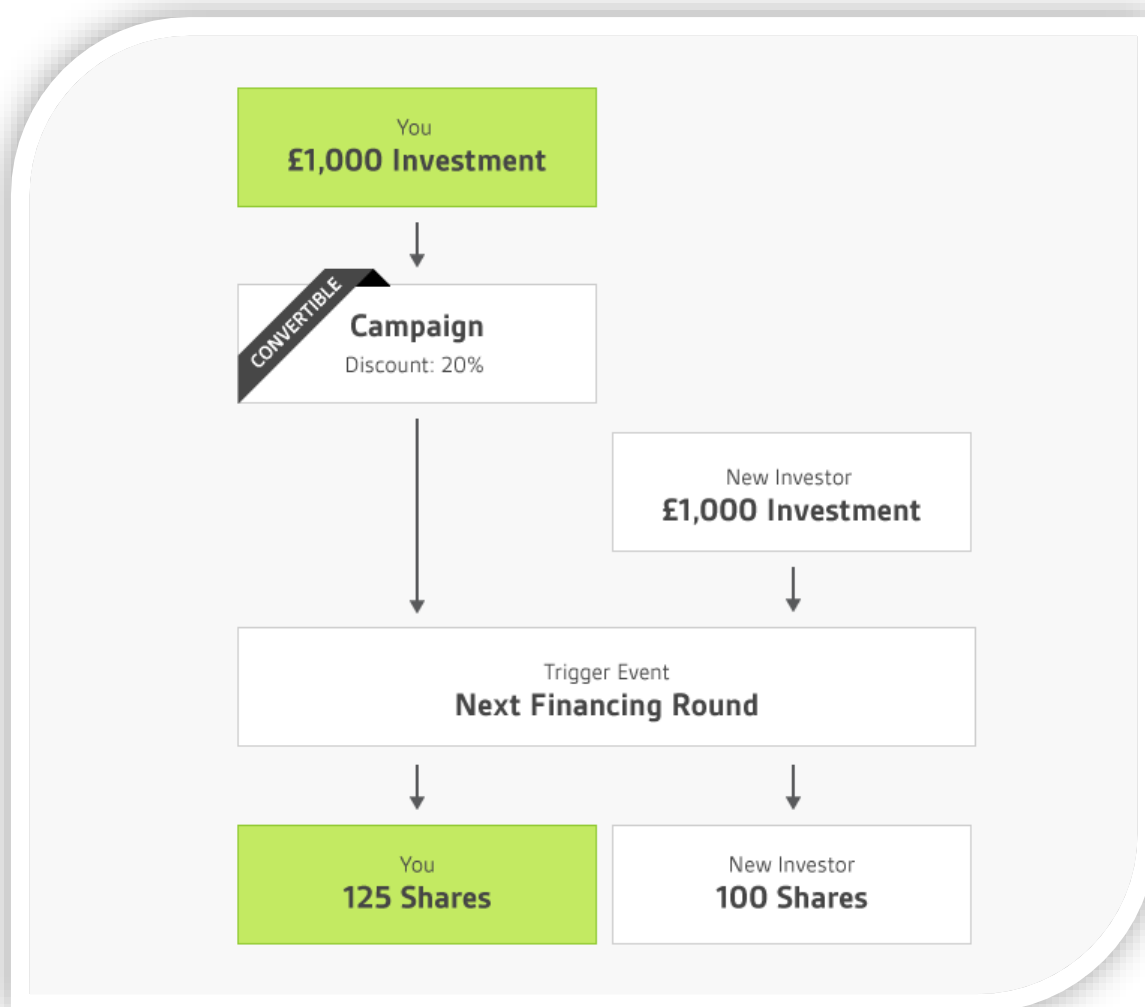 You
£1,000 Investment
CONVERTIBLE
Campaign
Discount: 20%
New Investor
£1,000 Investment
Trigger Event
Next Financing Round
You
125 Shares
New Investor
100 Shares